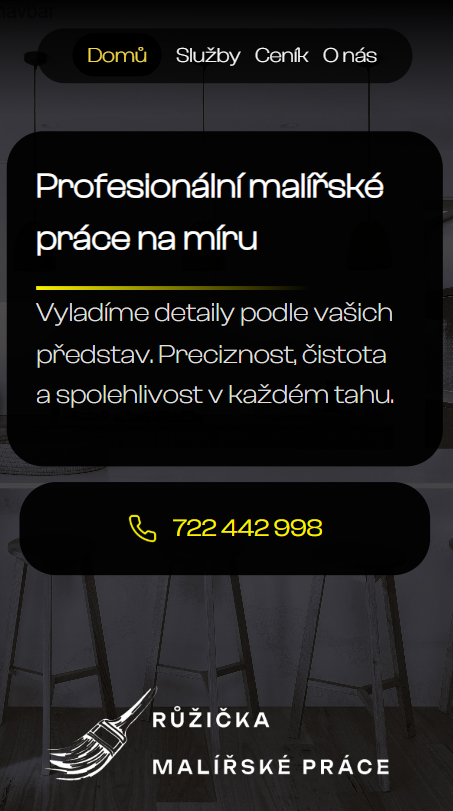 Domů Služby Ceník O nás
Profesionální malířské
práce na míru
Vyladíme detaily podle vašich
představ. Preciznost, čistota
a spolehlivost v každém tahu.
722 442 998
RŮŽIČKA
MALÍŘSKÉ PRÁCE